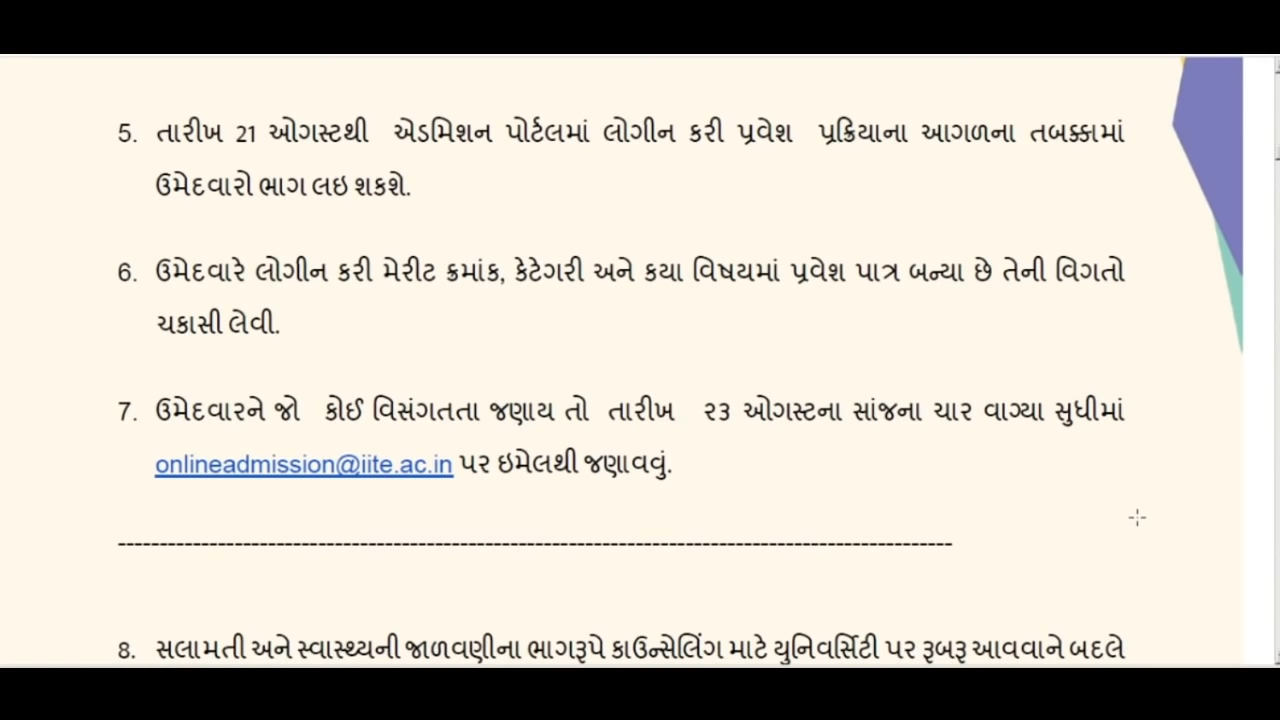 5. તારીખ 21 ઓગસ્ટથી એડમિશન પોર્ટલમાં લોગીન કરી પ્રવેશ પ્રક્રિયાના આગળના તબક્કામાં
ઉમેદવારો ભાગ લઇ શકશે.
6. ઉમેદવારે લોગીન કરી મેરીટ ક્રમાંક, કેટેગરી અને કયા વિષયમાં પ્રવેશ પાત્ર બન્યા છે તેની વિગતો
ચકાસી લેવી.
7. ઉમેદવારને જો કોઈ વિસંગતતા જણાય તો તારીખ ૨૩ ઓગસ્ટના સાંજના ચાર વાગ્યા સુધીમાં
onlineadmission@iite.ac.in પર ઇમેલથી જણાવવું.
----------------------------------------------------------------------------------------------------
8. સલામતી અને સ્વાસ્થ્યની જાળવણીના ભાગરૂપે કાઉન્સેલિંગ માટે યુનિવર્સિટી પર રૂબરૂ આવવાને બદલે